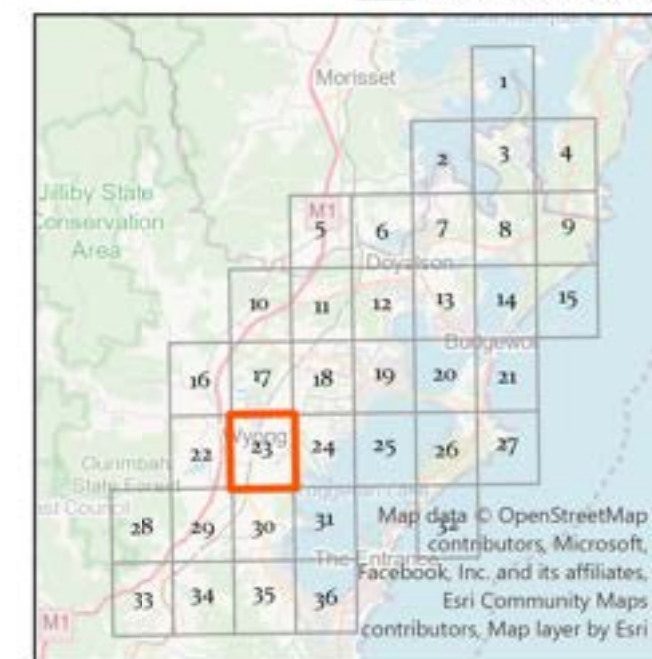 Morisset
1
2 3 4
Jilliby State
Conservation
Area
M1
5 6 7 8 9
Doyalson
10 11 12 13 14 15
Budgewoi
16 17 18 19 20 21
Wyong
22 23 24 25 26 27
Ourimbah
State Forest
ast Council
28 29 30 31 32
Map data © OpenStreetMap
contributors, Microsoft,
The Entrance
Facebook, Inc. and its affiliates,
33 34 35 36
Esri Community Maps
M1
contributors, Map layer by Esri